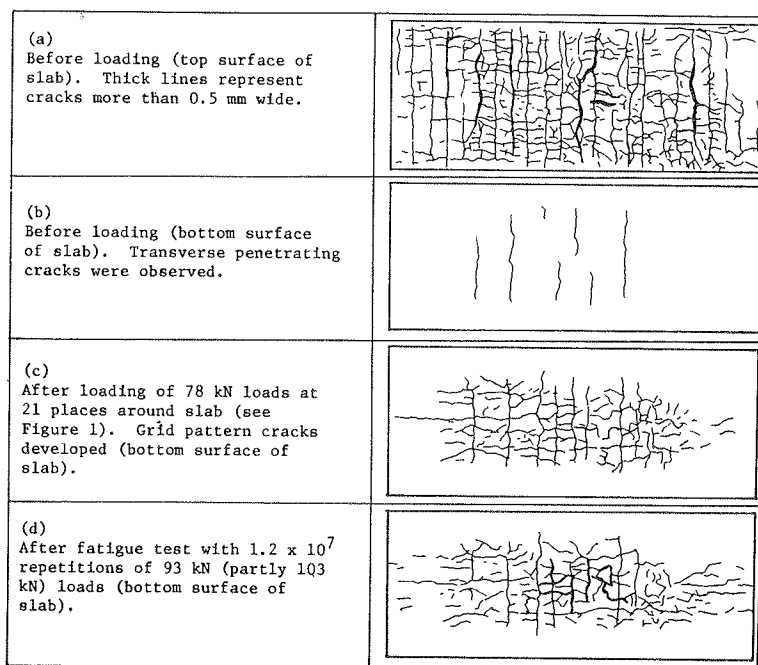 (a)
Before loading (top surface of
slab). Thick lines represent
cracks more than 0.5 mm wide.
(b)
Before loading (bottom surface
of slab). Transverse penetrating
cracks were observed.
(c)
After loading of 78 kN loads at
21 places around slab (see
Figure 1). Grid pattern cracks
developed (bottom surface of
slab).
(d)
After fatigue test with 1.2 x 10⁷
repetitions of 93 kN (partly 103
kN) loads (bottom surface of
slab).